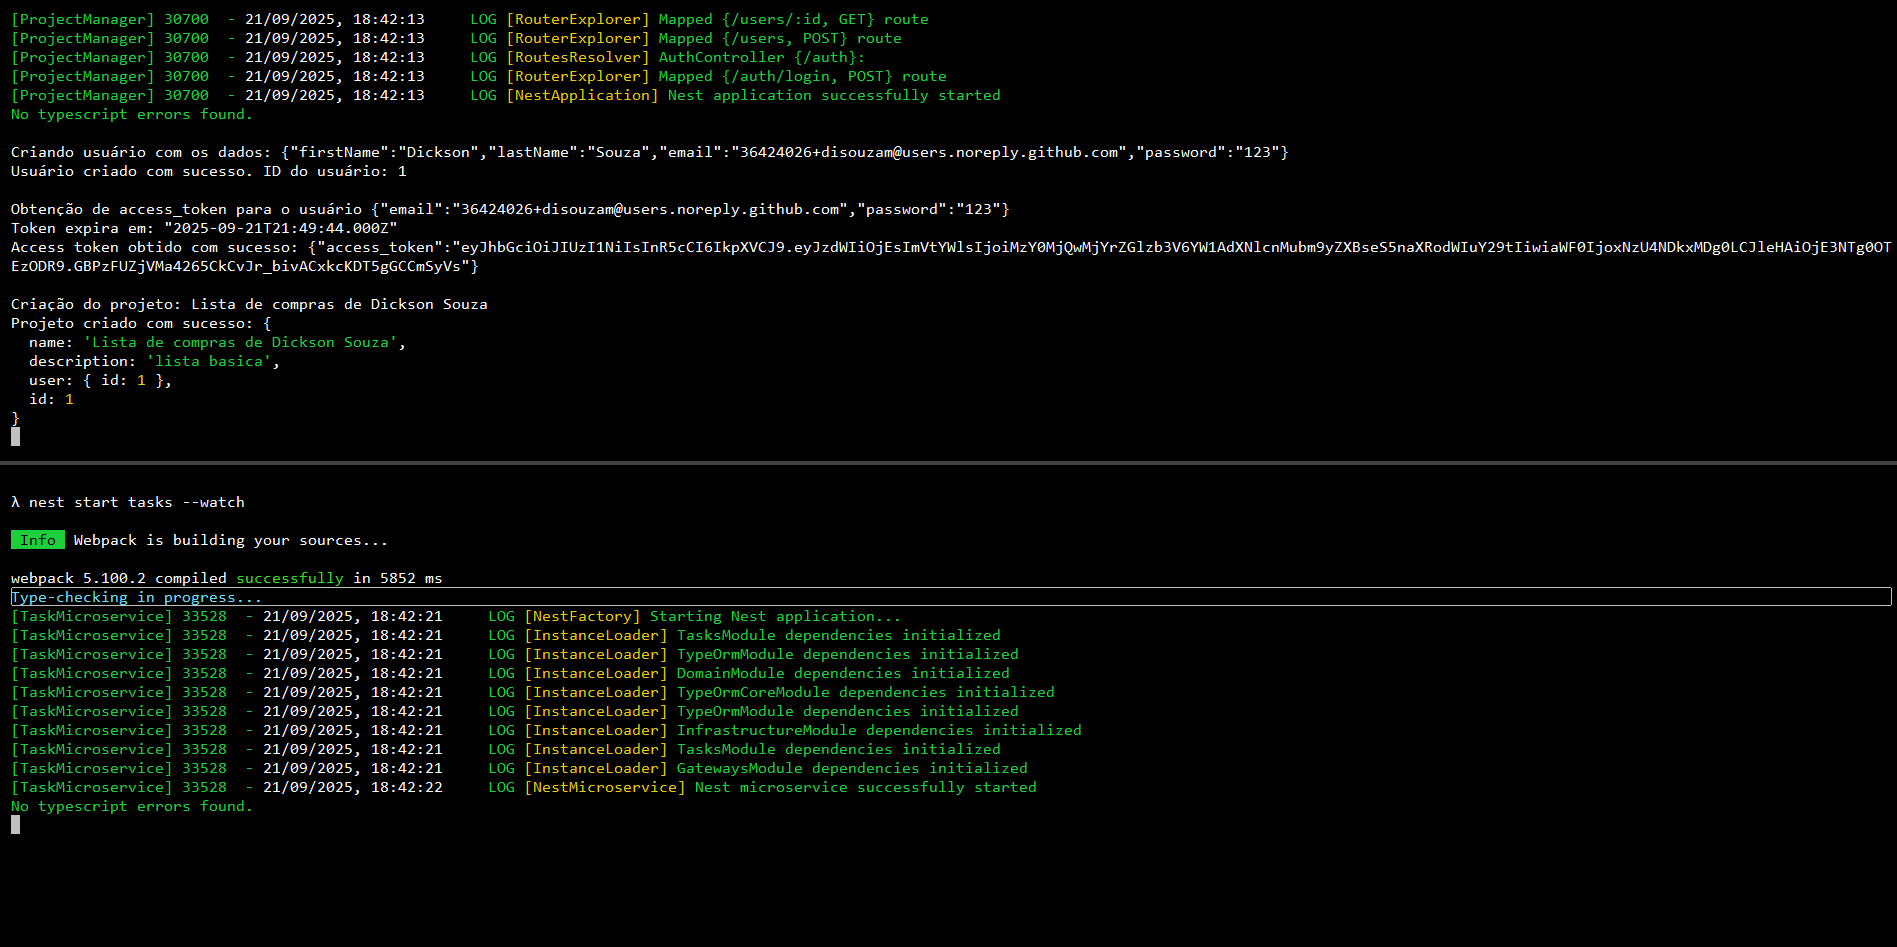 [ProjectManager] 30700  - 21/09/2025, 18:42:13     LOG [RouterExplorer] Mapped {/users/:id, GET} route
[ProjectManager] 30700  - 21/09/2025, 18:42:13     LOG [RouterExplorer] Mapped {/users, POST} route
[ProjectManager] 30700  - 21/09/2025, 18:42:13     LOG [RoutesResolver] AuthController {/auth}:
[ProjectManager] 30700  - 21/09/2025, 18:42:13     LOG [RouterExplorer] Mapped {/auth/login, POST} route
[ProjectManager] 30700  - 21/09/2025, 18:42:13     LOG [NestApplication] Nest application successfully started
No typescript errors found.
Criando usuário com os dados: {"firstName":"Dickson","lastName":"Souza","email":"36424026+disouzam@users.noreply.github.com","password":"123"}
Usuário criado com sucesso. ID do usuário: 1
Obtenção de access_token para o usuário {"email":"36424026+disouzam@users.noreply.github.com","password":"123"}
Token expira em: "2025-09-21T21:49:44.000Z"
Access token obtido com sucesso: {"access_token":"eyJhbGciOiJIUzI1NiIsInR5cCI6IkpXVCJ9.eyJzdWIiOjEsImVtYWlsIjoiMzY0MjQwMjYrZGlzb3V6YW1AdXNlcnMubm9yZXBseS5naXRodWIuY29tIiwiaWF0IjoxNzU4NDkxMDg0LCJleHAiOjE3NTg0OT
EzODR9.GBPzFUZjVMa4265CkCvJr_bivACxkcKDT5gGCCmSyVs"}
Criação do projeto: Lista de compras de Dickson Souza
Projeto criado com sucesso: {
  name: 'Lista de compras de Dickson Souza',
  description: 'lista basica',
  user: { id: 1 },
  id: 1
}
λ nest start tasks --watch
Info  Webpack is building your sources...
webpack 5.100.2 compiled successfully in 5852 ms
Type-checking in progress...
[TaskMicroservice] 33528  - 21/09/2025, 18:42:21     LOG [NestFactory] Starting Nest application...
[TaskMicroservice] 33528  - 21/09/2025, 18:42:21     LOG [InstanceLoader] TasksModule dependencies initialized
[TaskMicroservice] 33528  - 21/09/2025, 18:42:21     LOG [InstanceLoader] TypeOrmModule dependencies initialized
[TaskMicroservice] 33528  - 21/09/2025, 18:42:21     LOG [InstanceLoader] DomainModule dependencies initialized
[TaskMicroservice] 33528  - 21/09/2025, 18:42:21     LOG [InstanceLoader] TypeOrmCoreModule dependencies initialized
[TaskMicroservice] 33528  - 21/09/2025, 18:42:21     LOG [InstanceLoader] TypeOrmModule dependencies initialized
[TaskMicroservice] 33528  - 21/09/2025, 18:42:21     LOG [InstanceLoader] InfrastructureModule dependencies initialized
[TaskMicroservice] 33528  - 21/09/2025, 18:42:21     LOG [InstanceLoader] TasksModule dependencies initialized
[TaskMicroservice] 33528  - 21/09/2025, 18:42:21     LOG [InstanceLoader] GatewaysModule dependencies initialized
[TaskMicroservice] 33528  - 21/09/2025, 18:42:22     LOG [NestMicroservice] Nest microservice successfully started
No typescript errors found.